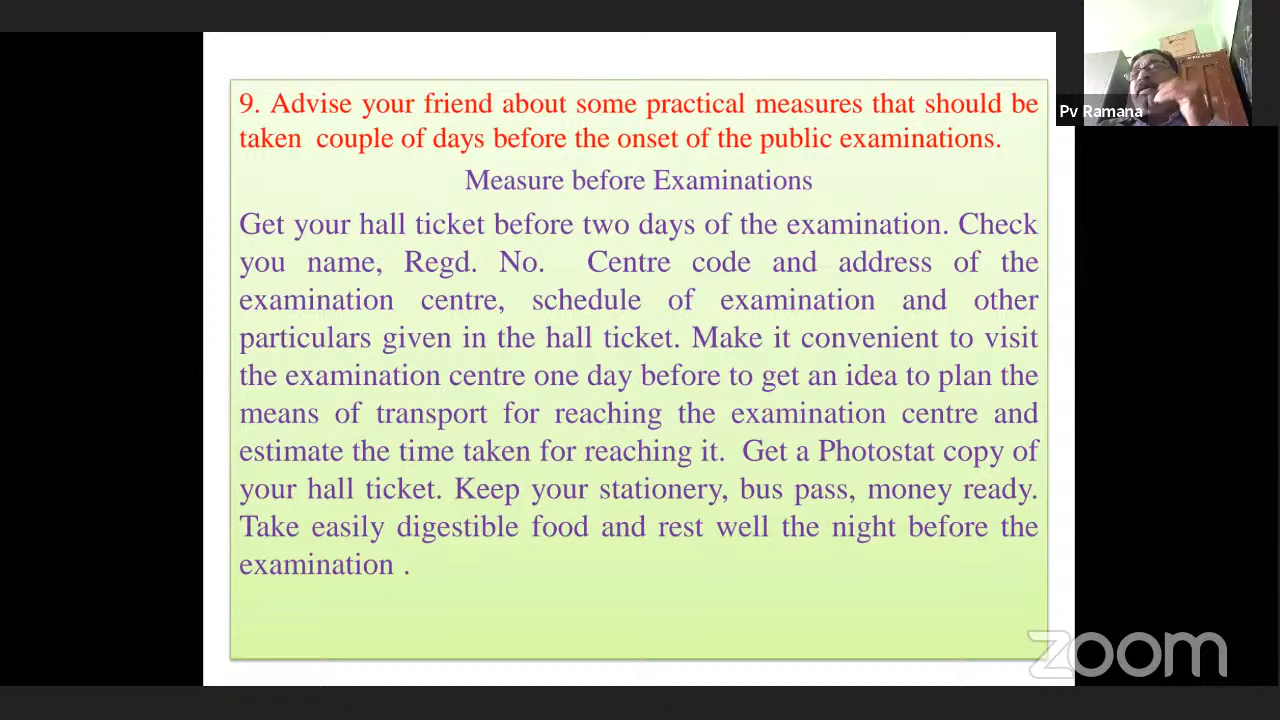 9. Advise your friend about some practical measures that should be
taken couple of days before the onset of the public examinations.
Measure before Examinations
Get your hall ticket before two days of the examination. Check
you name, Regd. No. Centre code and address of the
examination centre, schedule of examination and other
particulars given in the hall ticket. Make it convenient to visit
the examination centre one day before to get an idea to plan the
means of transport for reaching the examination centre and
estimate the time taken for reaching it. Get a Photostat copy of
your hall ticket. Keep your stationery, bus pass, money ready.
Take easily digestible food and rest well the night before the
examination .
Pv Ramana
zoom